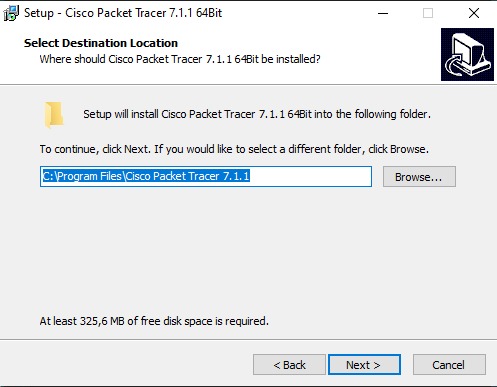 Setup - Cisco Packet Tracer 7.1.1 64Bit
Select Destination Location
Where should Cisco Packet Tracer 7.1.1 64Bit be installed?
Setup will install Cisco Packet Tracer 7.1.1 64Bit into the following folder.
To continue, click Next. If you would like to select a different folder, click Browse.
C:\Program Files\Cisco Packet Tracer 7.1.1
Browse...
At least 325,6 MB of free disk space is required.
< Back
Next >
Cancel